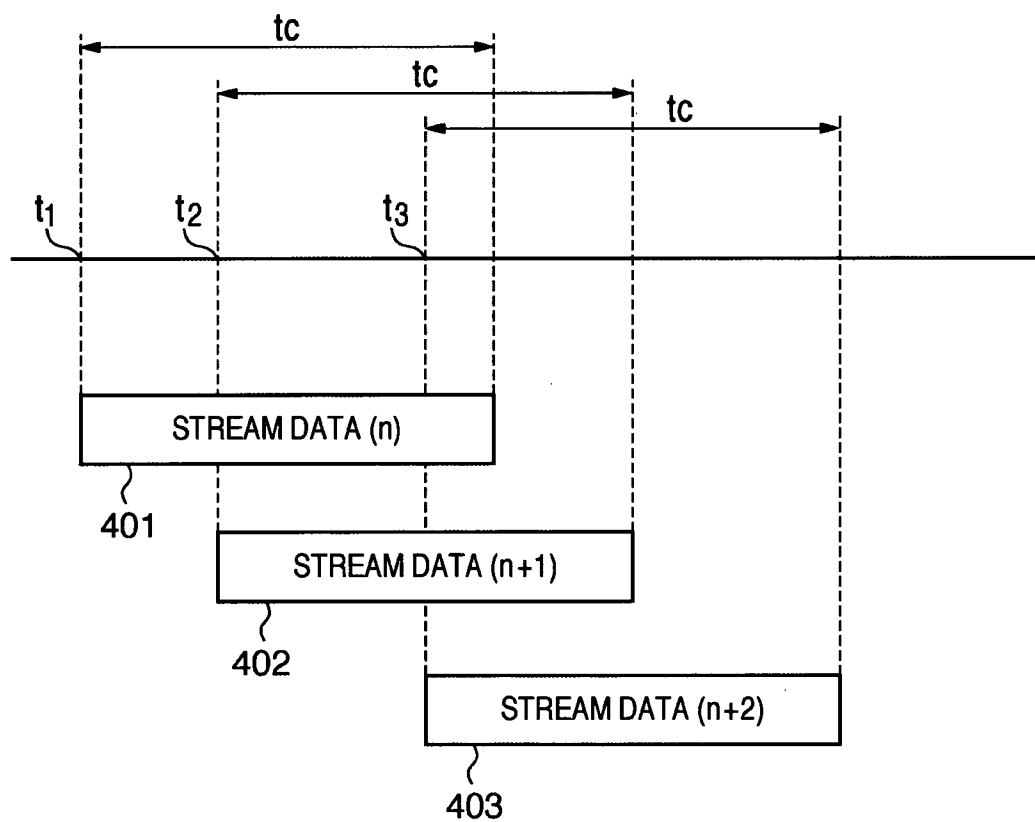 tc
tc
tc
t1 t2 t3
STREAM DATA (n)
401
STREAM DATA (n+1)
402
STREAM DATA (n+2)
403